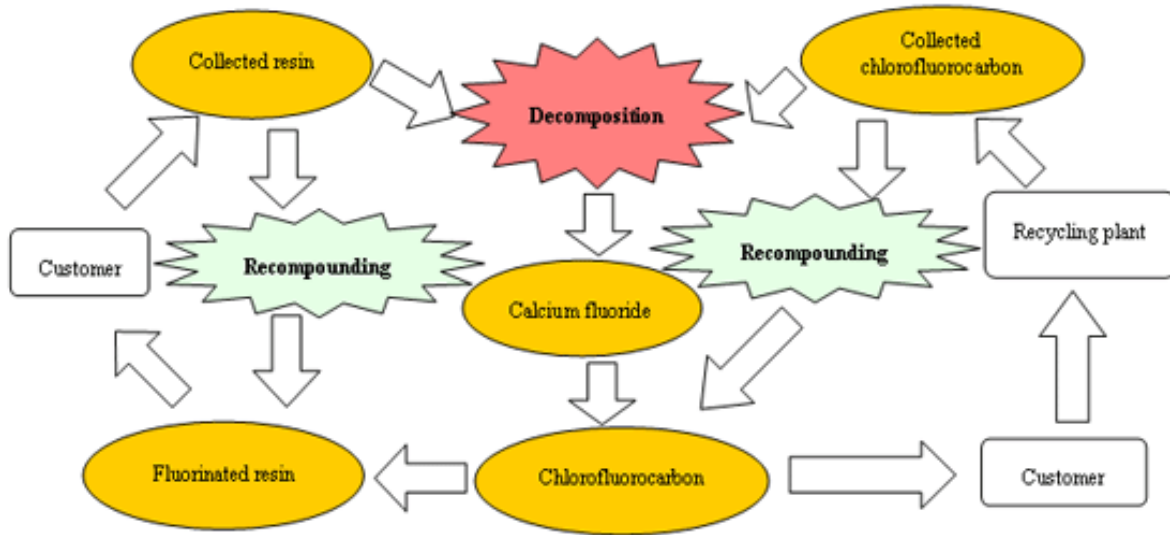 Collected resin
Collected
chlorofluorocarbon
Decomposition
Customer
Recompounding
Recompounding
Recycling plant
Calcium fluoride
Fluorinated resin
Chlorofluorocarbon
Customer